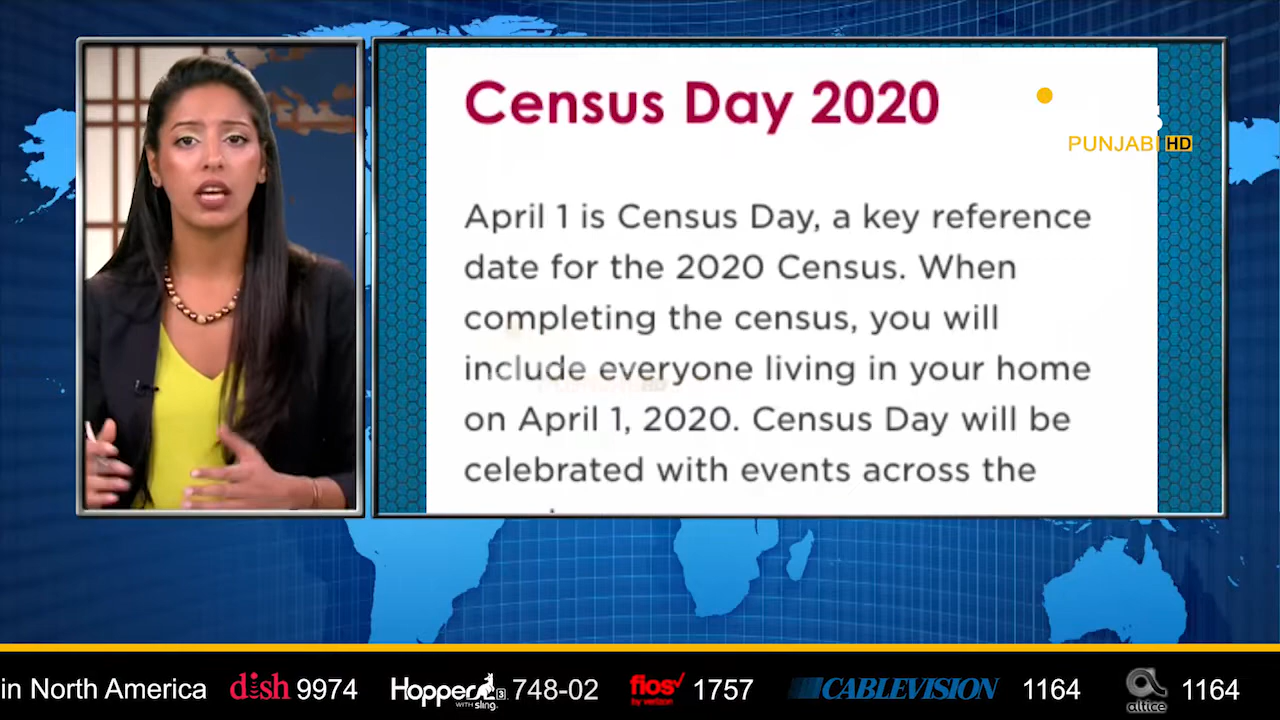 Census Day 2020
PUNJABI HD
April 1 is Census Day, a key reference
date for the 2020 Census. When
completing the census, you will
include everyone living in your home
on April 1, 2020. Census Day will be
celebrated with events across the
in North America dish 9974 Hopper 3 WITH sling 748-02 fios by verizon 1757 CABLEVISION 1164 altice 1164